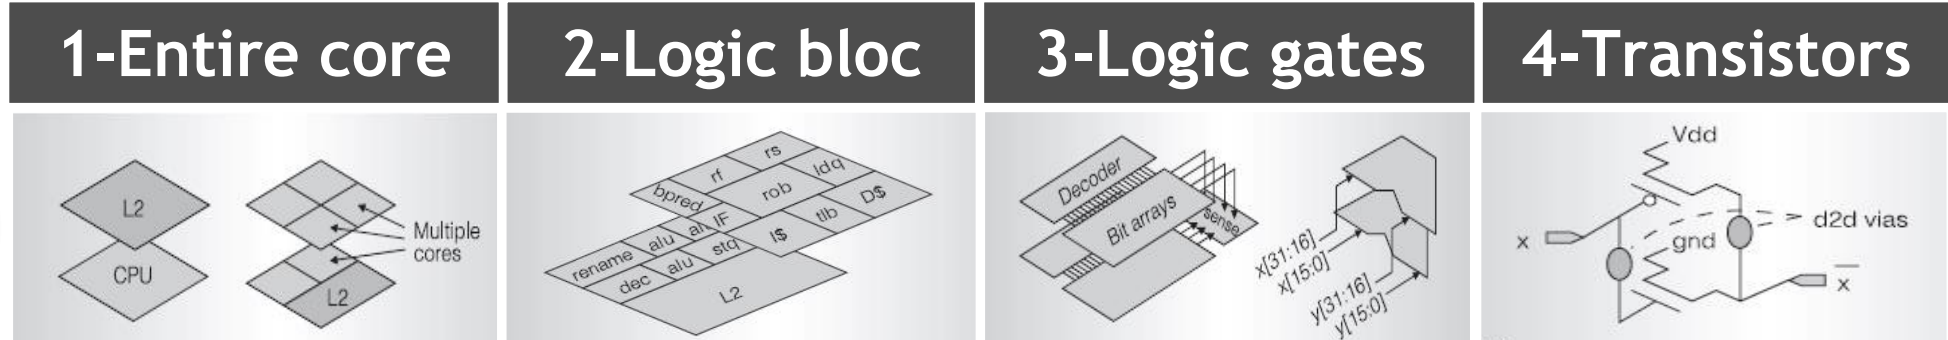 1-Entire core
2-Logic bloc
3-Logic gates
4-Transistors
L2
CPU
Multiple
cores
L2
rs
rf
ldq
bpred
rob
D$
IF
tlb
alu
I$
rename
stq
alu
dec
L2
Decoder
Bit arrays
sense
x[31:16]
x[15:0]
y[31:16]
y[15:0]
Vdd
d2d vias
gnd
x
x